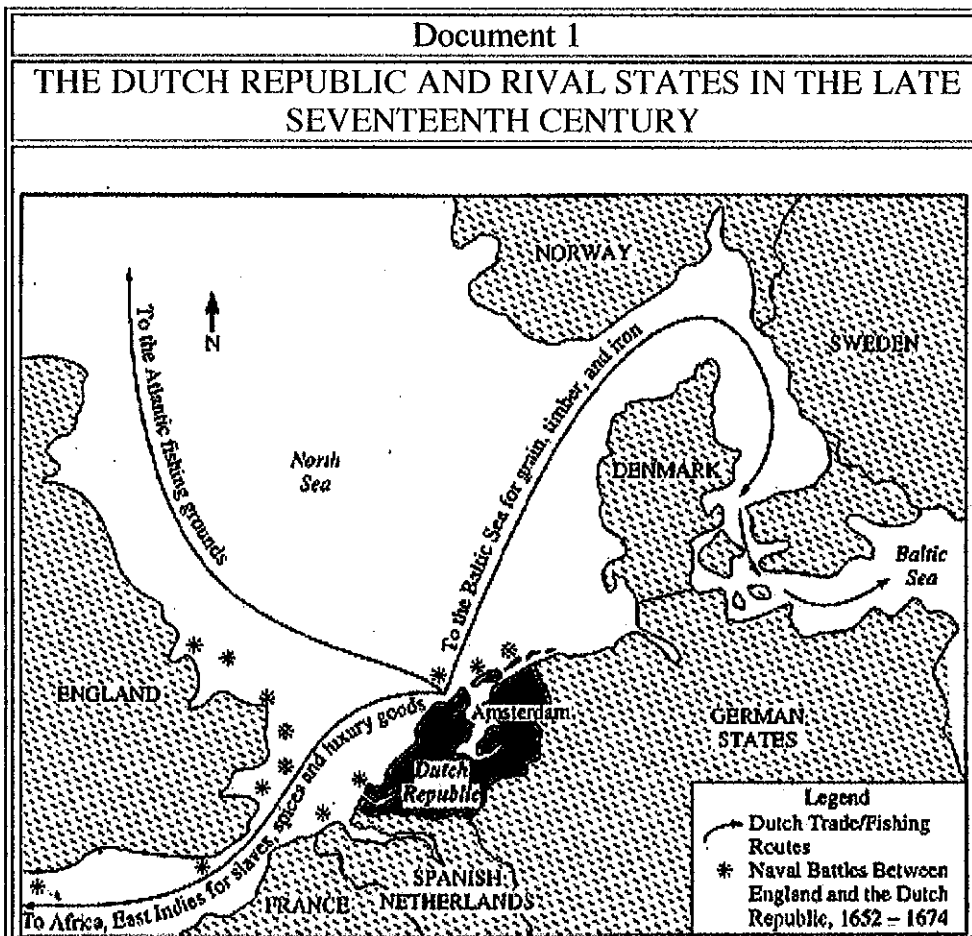 Document 1
THE DUTCH REPUBLIC AND RIVAL STATES IN THE LATE
SEVENTEENTH CENTURY
NORWAY
SWEDEN
N
To the Atlantic fishing grounds
North
Sea
To the Baltic Sea for grain, timber, and iron
DENMARK
Baltic
Sea
ENGLAND
Amsterdam
GERMAN
STATES
Dutch
Republic
To Africa, East Indies for slaves, spices and luxury goods
SPANISH
NETHERLANDS
FRANCE
Legend
Dutch Trade/Fishing
Routes
Naval Battles Between
England and the Dutch
Republic, 1652 – 1674